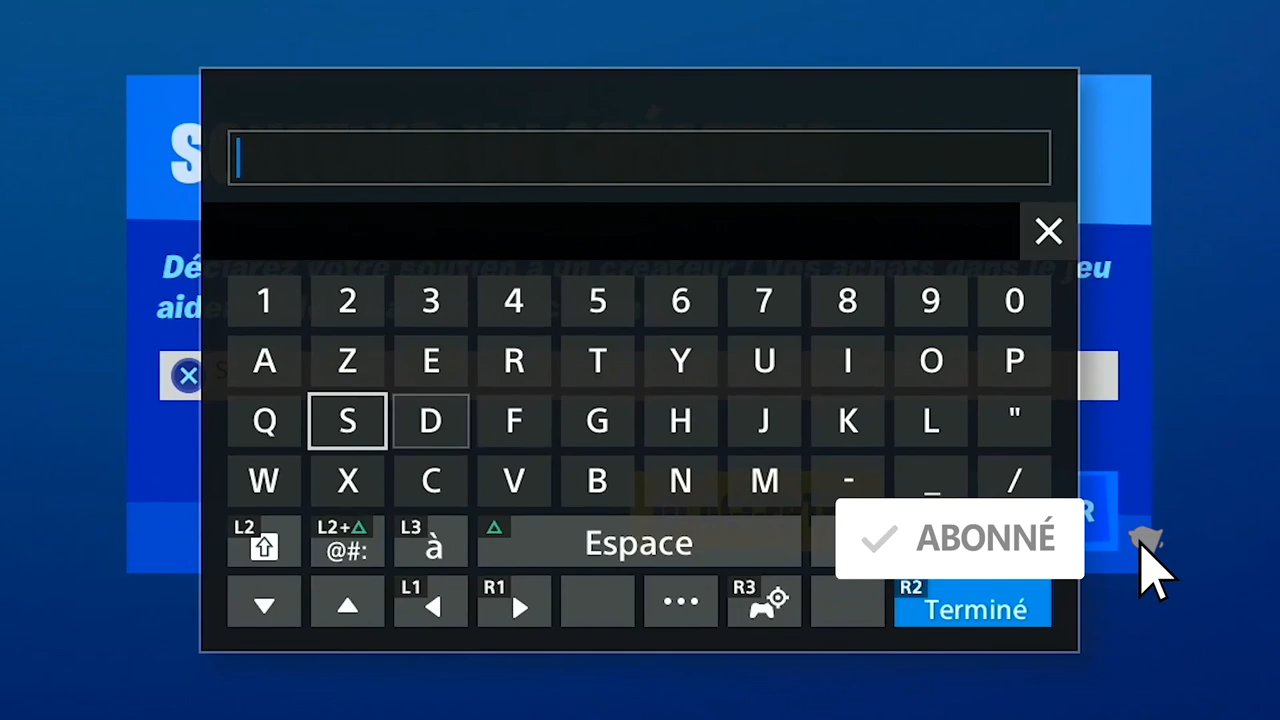 Déclarez votre soutien à un créateur ! Vos achats dans le jeu
1 2 3 4 5 6 7 8 9 0
A Z E R T Y U I O P
Q S D F G H J K L "
W X C V B N M - _ /
L2 L2+△ @#: L3 à △ Espace
ABONNÉ
L1 R1 ... R3 R2 Terminé